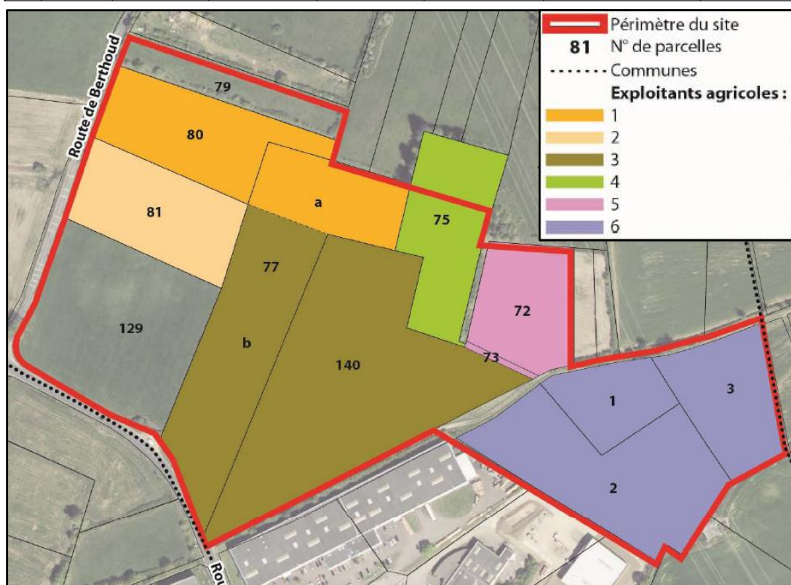 Périmètre du site
81 N° de parcelles
Communes
Exploitants agricoles :
1
2
3
4
5
6
Route de Berthoud
79
80
a
75
81
77
72
129
b
140
73
1
3
2
Rou